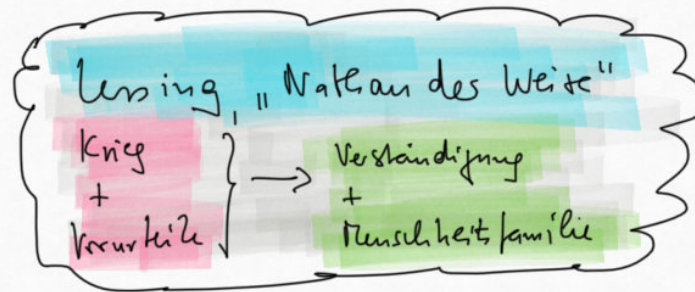 Lessing, „Nathan der Weise"
Krieg
+
Vorurteile
} → Verständigung
+
Menschheitsfamilie